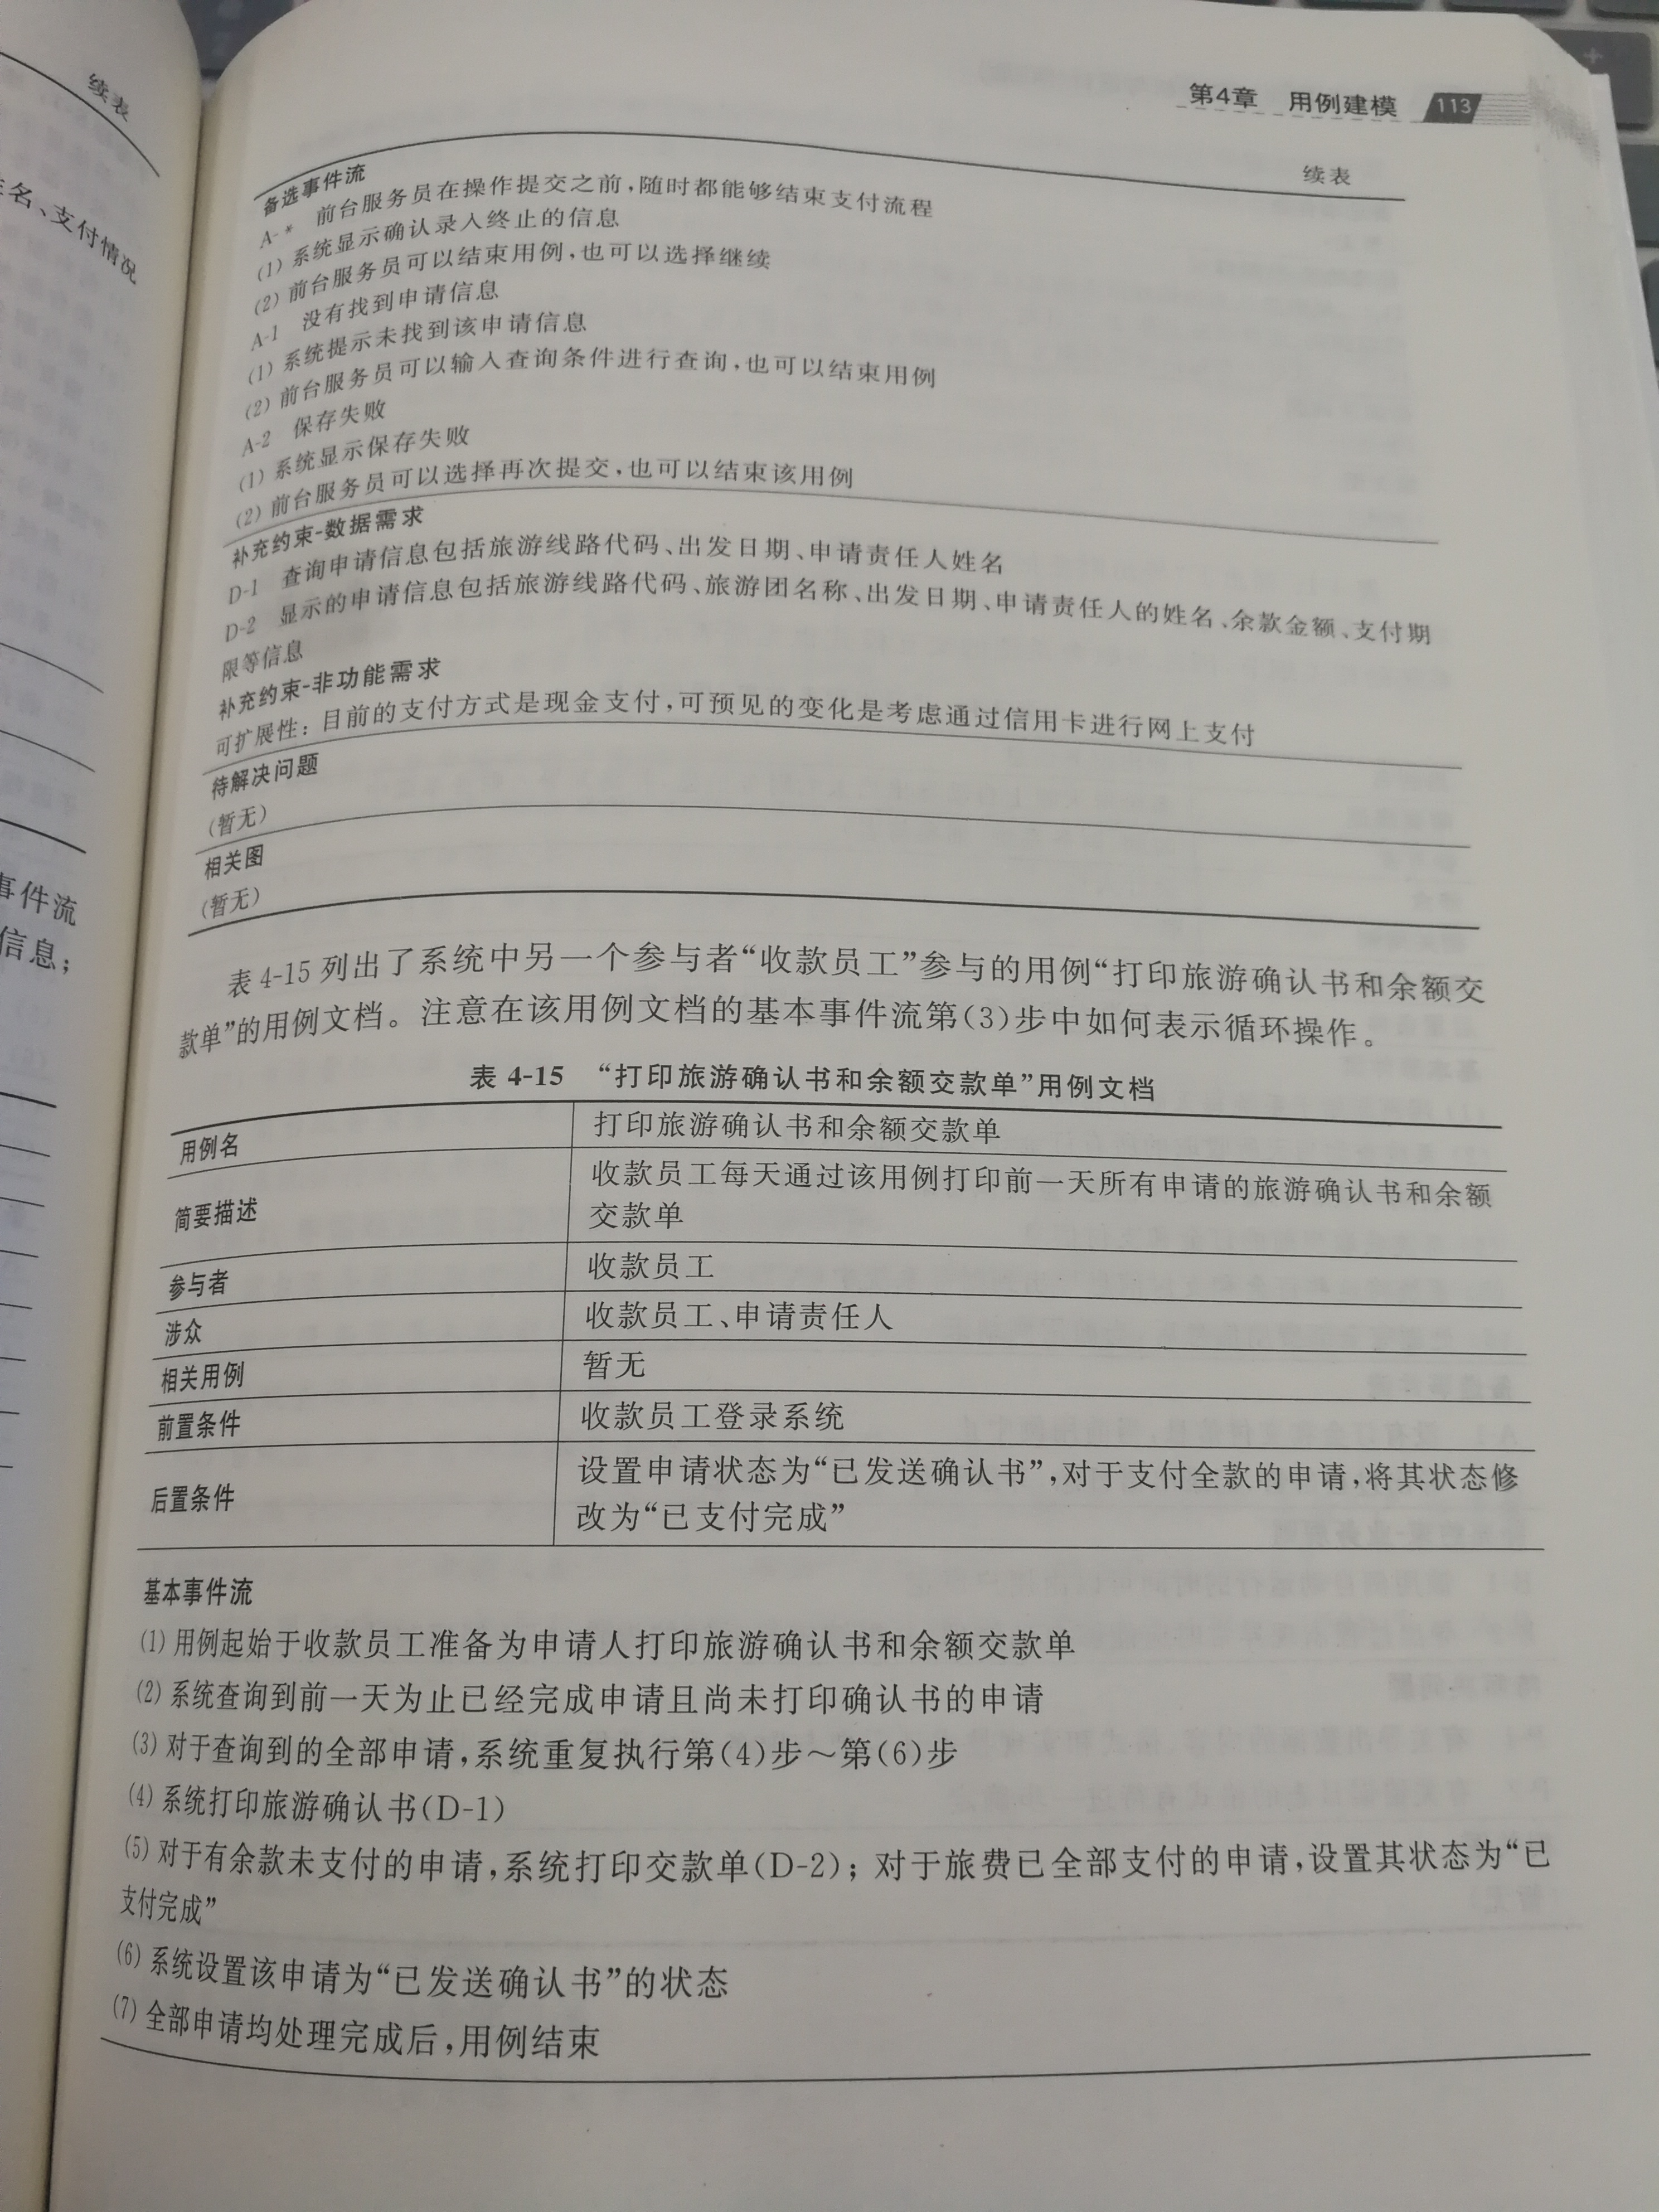 续表
姓名、支付情况
事件流
信息；
第4章 用例建模 113
续表
备选事件流
A-* 前台服务员在操作提交之前，随时都能够结束支付流程
(1) 系统显示确认录入终止的信息
(2) 前台服务员可以结束用例，也可以选择继续
A-1 没有找到申请信息
(1) 系统提示未找到该申请信息
(2) 前台服务员可以输入查询条件进行查询，也可以结束用例
A-2 保存失败
(1) 系统显示保存失败
(2) 前台服务员可以选择再次提交，也可以结束该用例
补充约束-数据需求
D-1 查询申请信息包括旅游线路代码、出发日期、申请责任人姓名
D-2 显示的申请信息包括旅游线路代码、旅游团名称、出发日期、申请责任人的姓名、余款金额、支付期
限等信息
补充约束-非功能需求
可扩展性：目前的支付方式是现金支付，可预见的变化是考虑通过信用卡进行网上支付
待解决问题
(暂无)
相关图
(暂无)
表 4-15 列出了系统中另一个参与者“收款员工”参与的用例“打印旅游确认书和余额交
款单”的用例文档。注意在该用例文档的基本事件流第(3)步中如何表示循环操作。
表 4-15 “打印旅游确认书和余额交款单”用例文档
用例名 打印旅游确认书和余额交款单
简要描述 收款员工每天通过该用例打印前一天所有申请的旅游确认书和余额
交款单
参与者 收款员工
涉众 收款员工、申请责任人
相关用例 暂无
前置条件 收款员工登录系统
后置条件 设置申请状态为“已发送确认书”，对于支付全款的申请，将其状态修
改为“已支付完成”
基本事件流
(1) 用例起始于收款员工准备为申请人打印旅游确认书和余额交款单
(2) 系统查询到前一天为止已经完成申请且尚未打印确认书的申请
(3) 对于查询到的全部申请，系统重复执行第(4)步～第(6)步
(4) 系统打印旅游确认书(D-1)
(5) 对于有余款未支付的申请，系统打印交款单(D-2)；对于旅费已全部支付的申请，设置其状态为“已
支付完成”
(6) 系统设置该申请为“已发送确认书”的状态
(7) 全部申请均处理完成后，用例结束